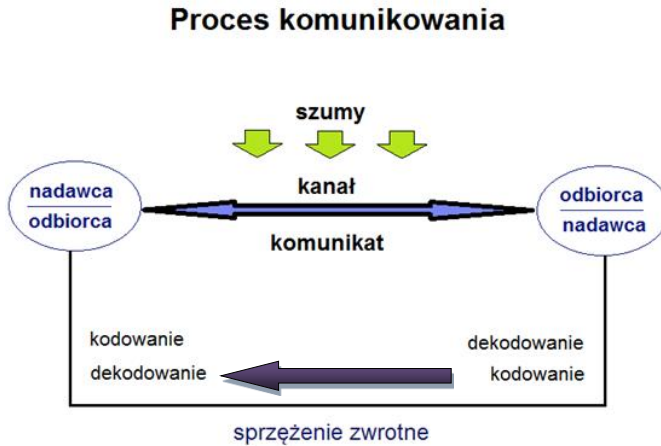 Proces komunikowania
szumy
kanał
nadawca
odbiorca
odbiorca
nadawca
komunikat
kodowanie
dekodowanie
dekodowanie
kodowanie
sprzężenie zwrotne